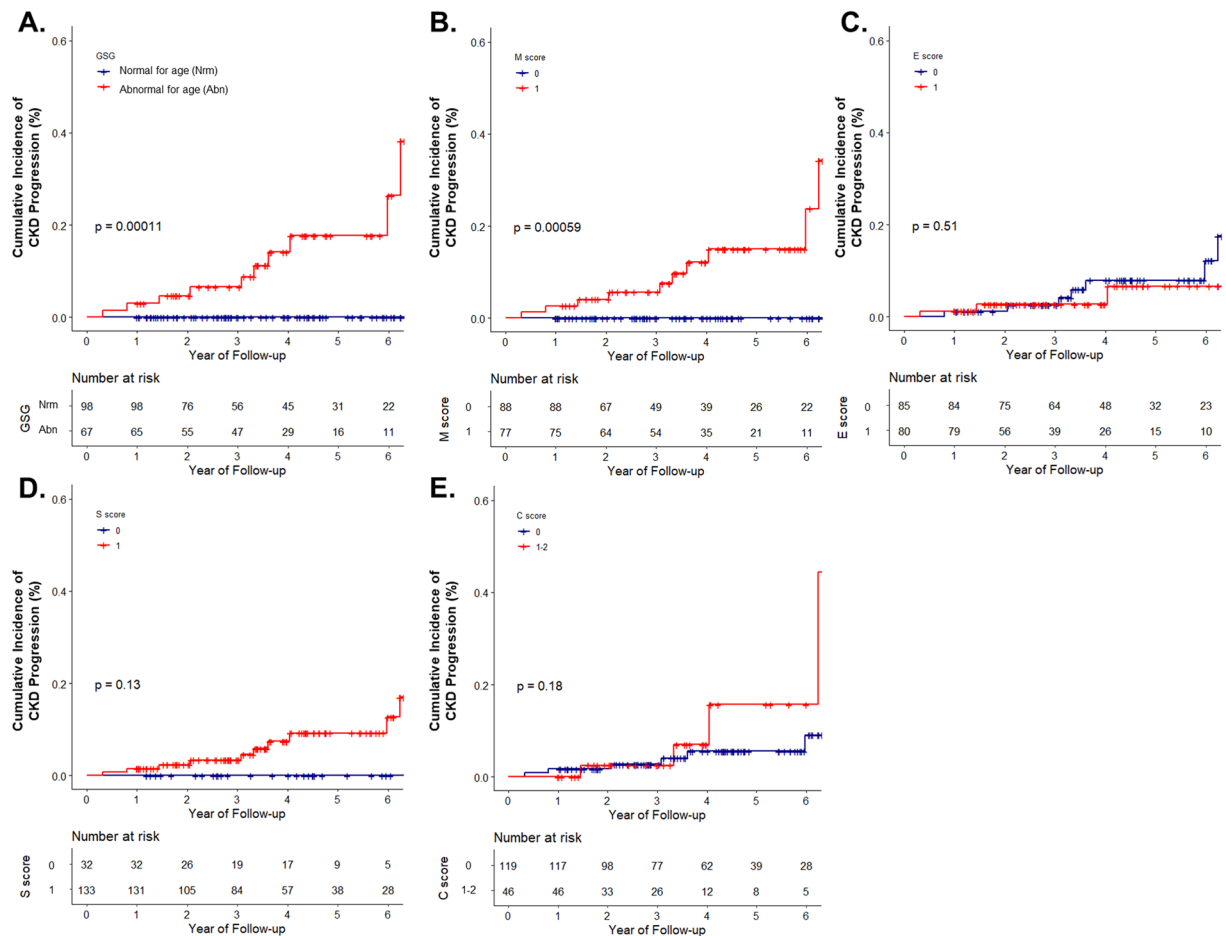 A.
0.6
0.4
0.2
0.0
Cumulative Incidence of
CKD Progression (%)
GSG
Normal for age (Nrm)
Abnormal for age (Abn)
p = 0.00011
0 1 2 3 4 5 6
Year of Follow-up
Number at risk
GSG
Nrm 98 98 76 56 45 31 22
Abn 67 65 55 47 29 16 11
0 1 2 3 4 5 6
Year of Follow-up
B.
0.6
0.4
0.2
0.0
Cumulative Incidence of
CKD Progression (%)
M score
0
1
p = 0.00059
0 1 2 3 4 5 6
Year of Follow-up
Number at risk
M score
0 88 88 67 49 39 26 22
1 77 75 64 54 35 21 11
0 1 2 3 4 5 6
Year of Follow-up
C.
0.6
0.4
0.2
0.0
Cumulative Incidence of
CKD Progression (%)
E score
0
1
p = 0.51
0 1 2 3 4 5 6
Year of Follow-up
Number at risk
E score
0 85 84 75 64 48 32 23
1 80 79 56 39 26 15 10
0 1 2 3 4 5 6
Year of Follow-up
D.
0.6
0.4
0.2
0.0
Cumulative Incidence of
CKD Progression (%)
S score
0
1
p = 0.13
0 1 2 3 4 5 6
Year of Follow-up
Number at risk
S score
0 32 32 26 19 17 9 5
1 133 131 105 84 57 38 28
0 1 2 3 4 5 6
Year of Follow-up
E.
0.6
0.4
0.2
0.0
Cumulative Incidence of
CKD Progression (%)
C score
0
1-2
p = 0.18
0 1 2 3 4 5 6
Year of Follow-up
Number at risk
C score
0 119 117 98 77 62 39 28
1-2 46 46 33 26 12 8 5
0 1 2 3 4 5 6
Year of Follow-up